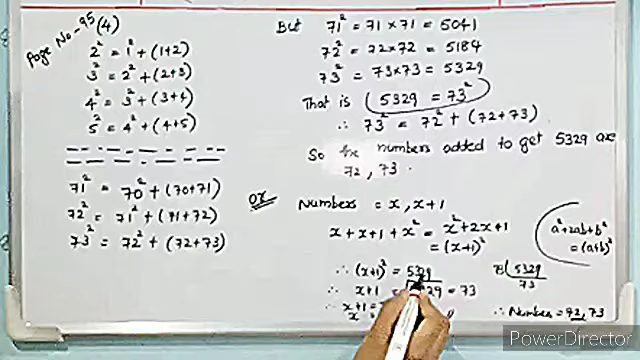 Page No - 95 (4)
2² = 1² + (1+2)
3² = 2² + (2+3)
4² = 3² + (3+4)
5² = 4² + (4+5)
71² = 70² + (70+71)
72² = 71² + (71+72)
73² = 72² + (72+73)
But 71² = 71 × 71 = 5041
72² = 72×72 = 5184
73² = 73×73 = 5329
That is 5329 = 73²
∴ 73² = 72² + (72+73)
So the numbers added to get 5329 are
72, 73.
OR Numbers = x, x+1
x + x+1 + x² = x² + 2x + 1
= (x+1)²
a² + 2ab + b²
= (a+b)²
∴ (x+1)² = 5329
∴ x+1 = 29 = 73
∴ x+1 =
x
5329
73
∴ Numbers = 72, 73
PowerDirector